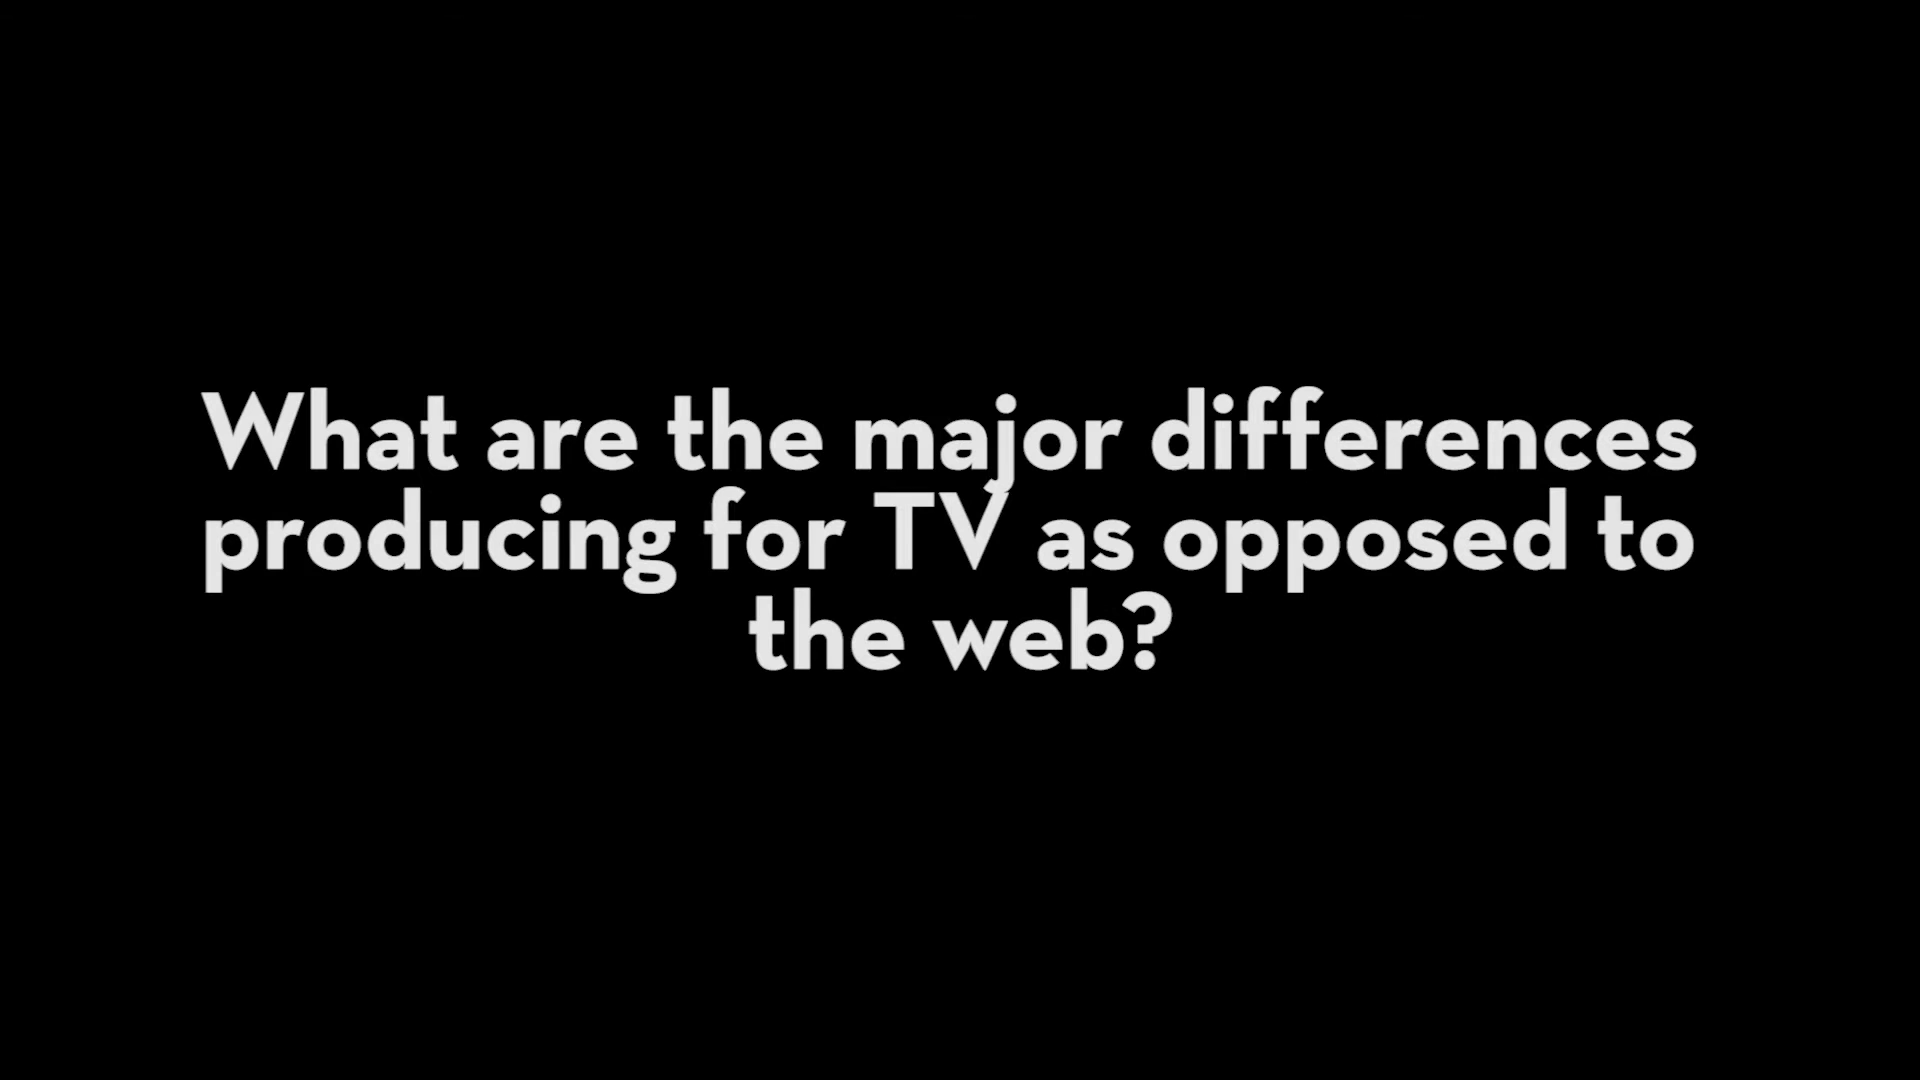 What are the major differences
producing for TV as opposed to
the web?